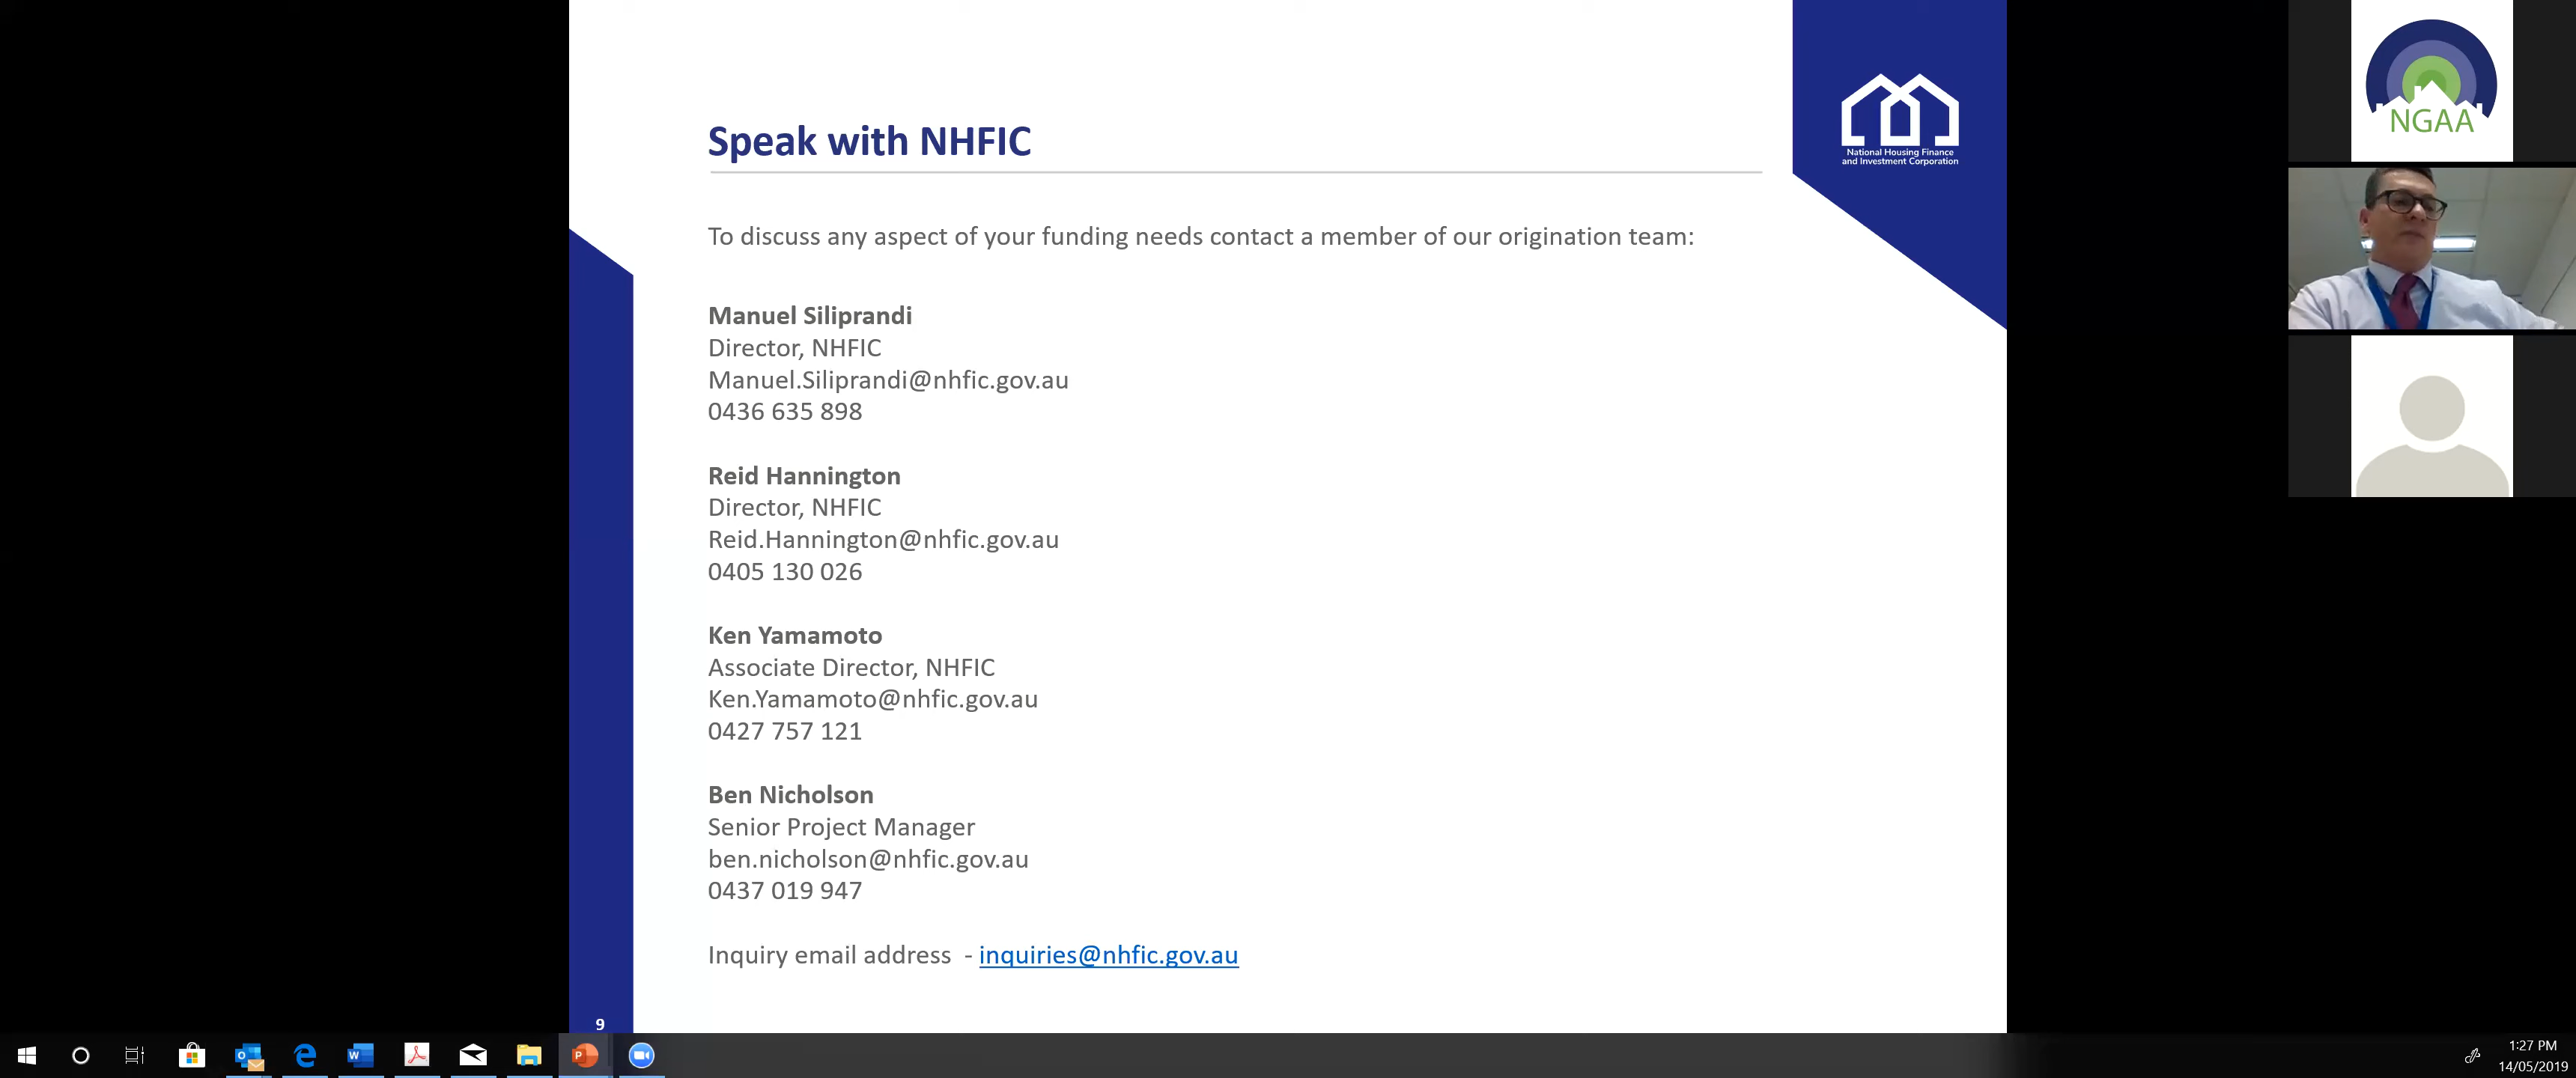 Speak with NHFIC
National Housing Finance
and Investment Corporation
To discuss any aspect of your funding needs contact a member of our origination team:
Manuel Siliprandi
Director, NHFIC
Manuel.Siliprandi@nhfic.gov.au
0436 635 898
Reid Hannington
Director, NHFIC
Reid.Hannington@nhfic.gov.au
0405 130 026
Ken Yamamoto
Associate Director, NHFIC
Ken.Yamamoto@nhfic.gov.au
0427 757 121
Ben Nicholson
Senior Project Manager
ben.nicholson@nhfic.gov.au
0437 019 947
Inquiry email address  - inquiries@nhfic.gov.au
9
NGAA
1:27 PM
14/05/2019